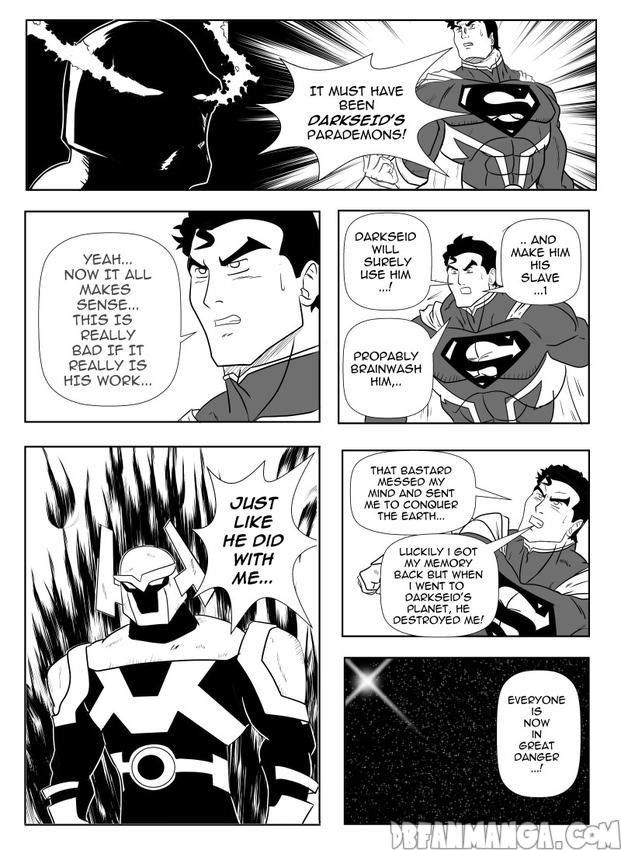 IT MUST HAVE
BEEN
DARKSEID'S
PARADEMONS!
YEAH...
NOW IT ALL
MAKES
SENSE...
THIS IS
REALLY
BAD IF IT
REALLY IS
HIS WORK...
DARKSEID
WILL
SURELY
USE HIM
...!
.. AND
MAKE HIM
HIS
SLAVE
...1
PROPABLY
BRAINWASH
HIM,..
JUST
LIKE
HE DID
WITH
ME...
THAT BASTARD
MESSED MY
MIND AND SENT
ME TO CONQUER
THE EARTH...
LUCKILY I GOT
MY MEMORY
BACK BUT WHEN
I WENT TO
DARKSEID'S
PLANET, HE
DESTROYED ME!
EVERYONE
IS
NOW
IN
GREAT
DANGER
...!
DBFANMANGA.COM